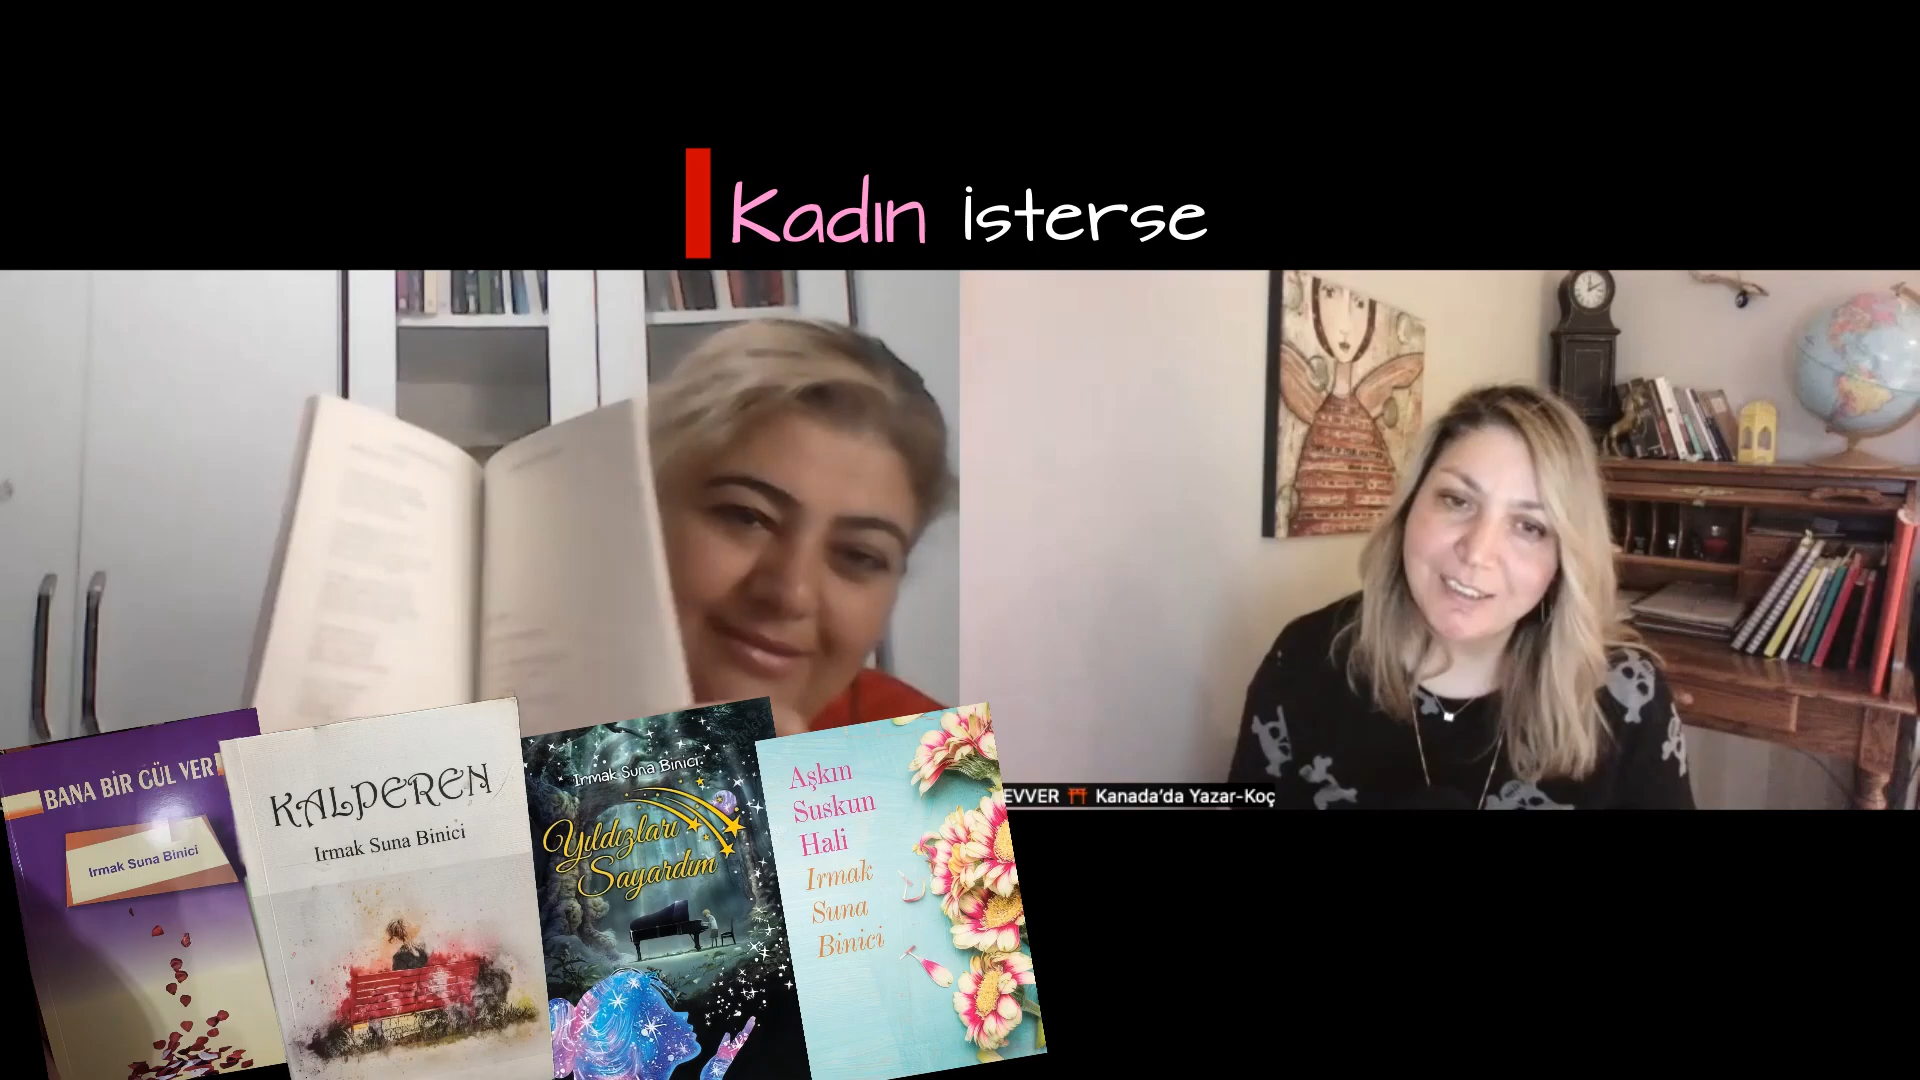 Kadın isterse
EVVER ⛩ Kanada'da Yazar-Koç
BANA BİR GÜL VER
Irmak Suna Binici
KALPEREN
Irmak Suna Binici
Irmak Suna Binici
Yıldızları
Sayardım
Aşkın
Suskun
Hali
Irmak
Suna
Binici